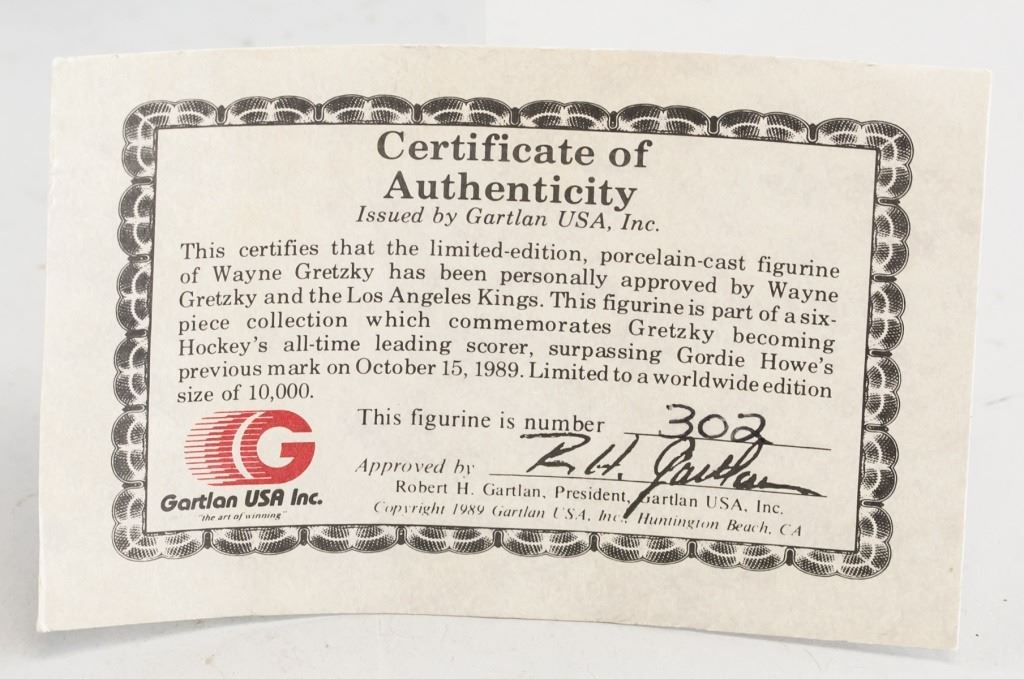 Certificate of
Authenticity
Issued by Gartlan USA, Inc.
This certifies that the limited-edition, porcelain-cast figurine
of Wayne Gretzky has been personally approved by Wayne
Gretzky and the Los Angeles Kings. This figurine is part of a six-
piece collection which commemorates Gretzky becoming
Hockey's all-time leading scorer, surpassing Gordie Howe's
previous mark on October 15, 1989. Limited to a worldwide edition
size of 10,000.
This figurine is number 302
Approved by R. H. Gartlan
Robert H. Gartlan, President, Gartlan USA, Inc.
Copyright 1989 Gartlan USA, Inc., Huntington Beach, CA
G
Gartlan USA Inc.
"the art of winning"